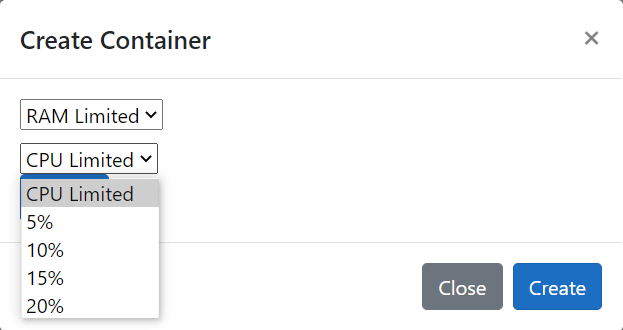 Create Container
×
RAM Limited
CPU Limited
CPU Limited
5%
10%
15%
20%
Close
Create